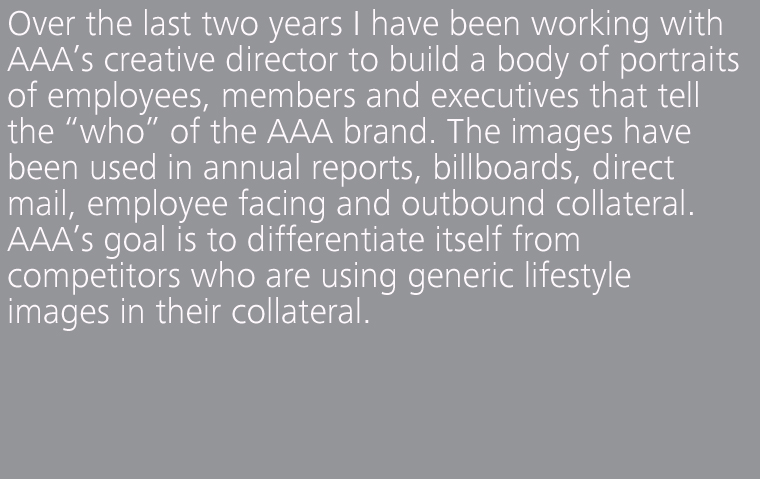 Over the last two years I have been working with
AAA’s creative director to build a body of portraits
of employees, members and executives that tell
the “who” of the AAA brand. The images have
been used in annual reports, billboards, direct
mail, employee facing and outbound collateral.
AAA’s goal is to differentiate itself from
competitors who are using generic lifestyle
images in their collateral.